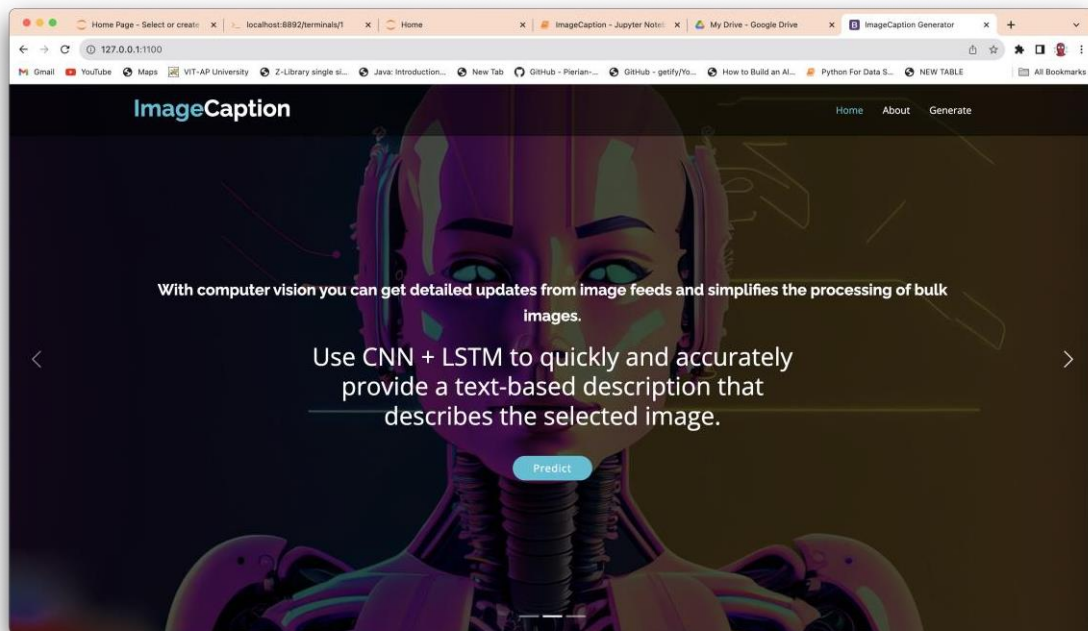 Home Page - Select or create
localhost:8892/terminals/1
Home
ImageCaption - Jupyter Note
My Drive - Google Drive
ImageCaption Generator
127.0.0.1:1100
Gmail
YouTube
Maps
VIT-AP University
Z-Library single si...
Java: Introduction...
New Tab
GitHub - Pierian-...
GitHub - getify/Yo...
How to Build an AI...
Python For Data S...
NEW TABLE
All Bookmarks
ImageCaption
Home
About
Generate
With computer vision you can get detailed updates from image feeds and simplifies the processing of bulk
images.
Use CNN + LSTM to quickly and accurately
provide a text-based description that
describes the selected image.
Predict